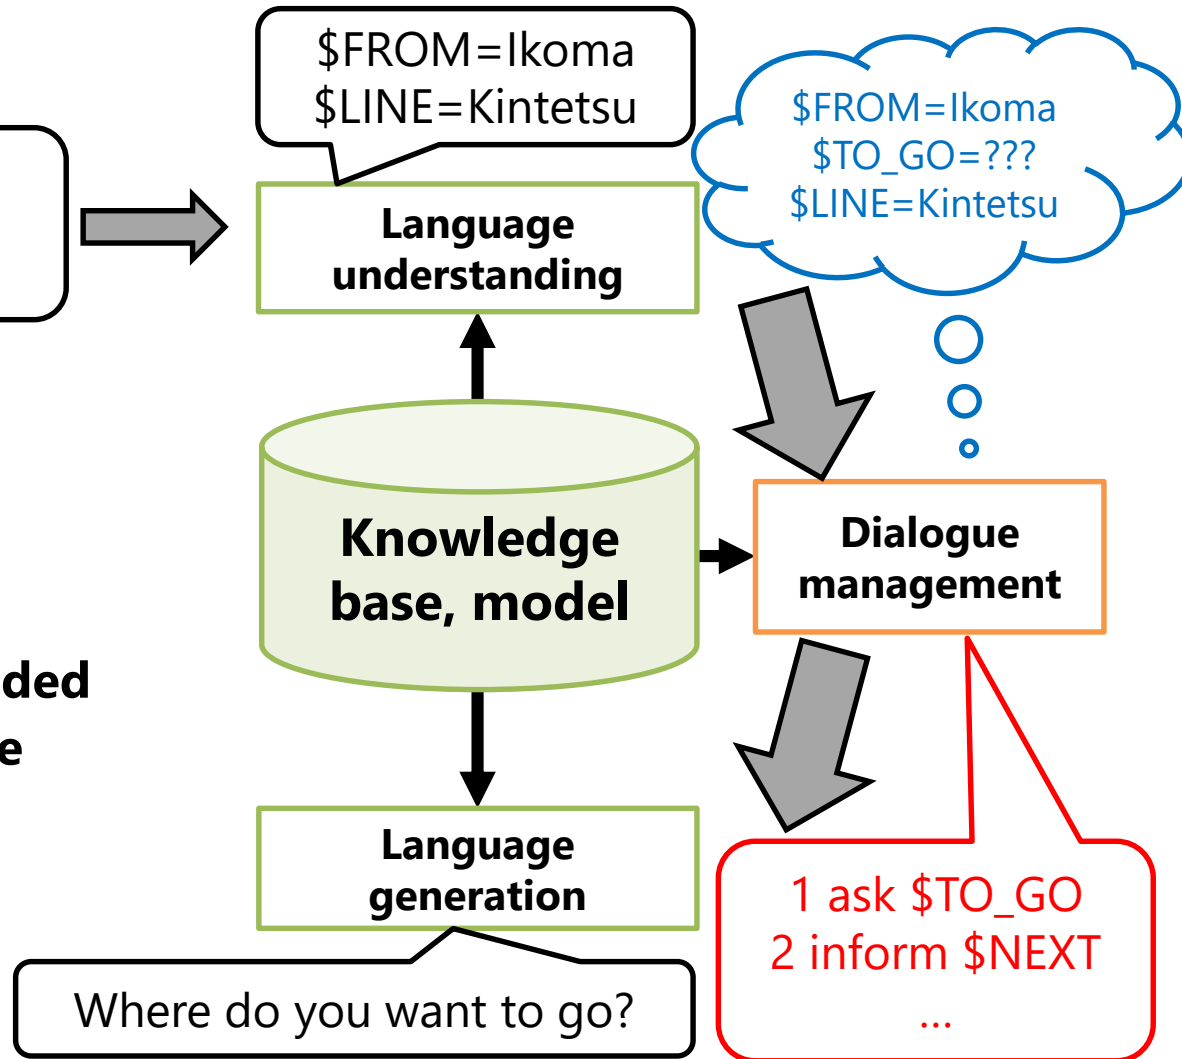 $FROM=Ikoma
$LINE=Kintetsu
$FROM=Ikoma
$TO_GO=???
$LINE=Kintetsu
Language
understanding
Knowledge
base, model
Dialogue
management
ded
e
Language
generation
1 ask $TO_GO
2 inform $NEXT
...
Where do you want to go?